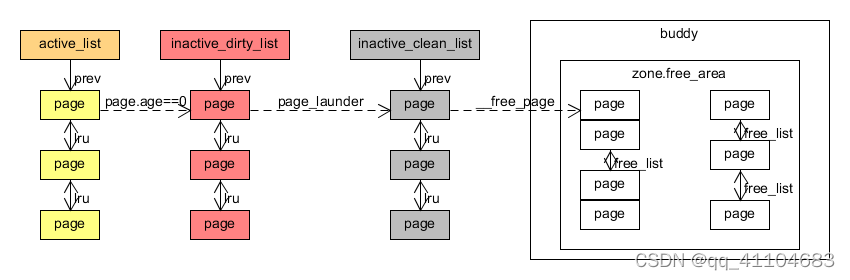 buddy
active_list
inactive_dirty_list
inactive_clean_list
zone.free_area
prev
prev
prev
page
page.age==0
page
page_launder
page
__free_page
page
page
page
free_list
lru
lru
lru
page
page
page
page
free_list
page
free_list
lru
lru
lru
page
page
page
page
page
CSDN @qq_41104683